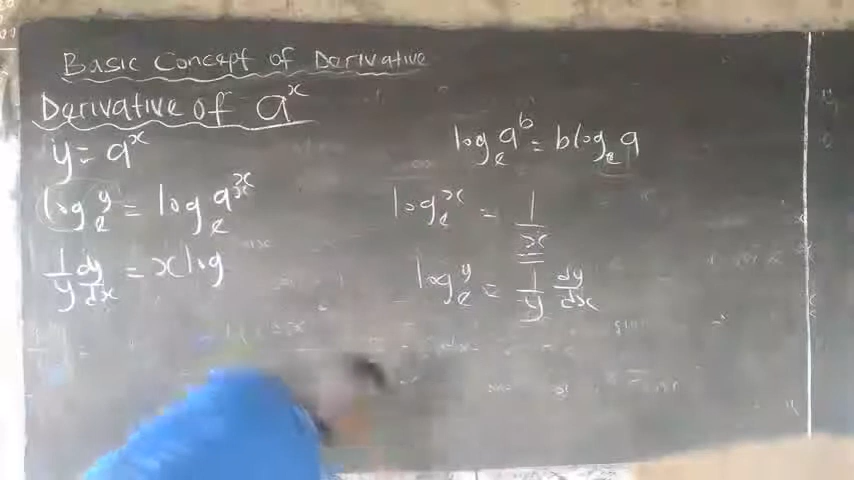 Basic Concept of Derivative
Derivative of a^x
y = a^x
log_e y = log_e a^x
1/y dy/dx = x log
log_e a^b = b log_e a
log_e x = 1/x
log_e y = 1/y dy/dx